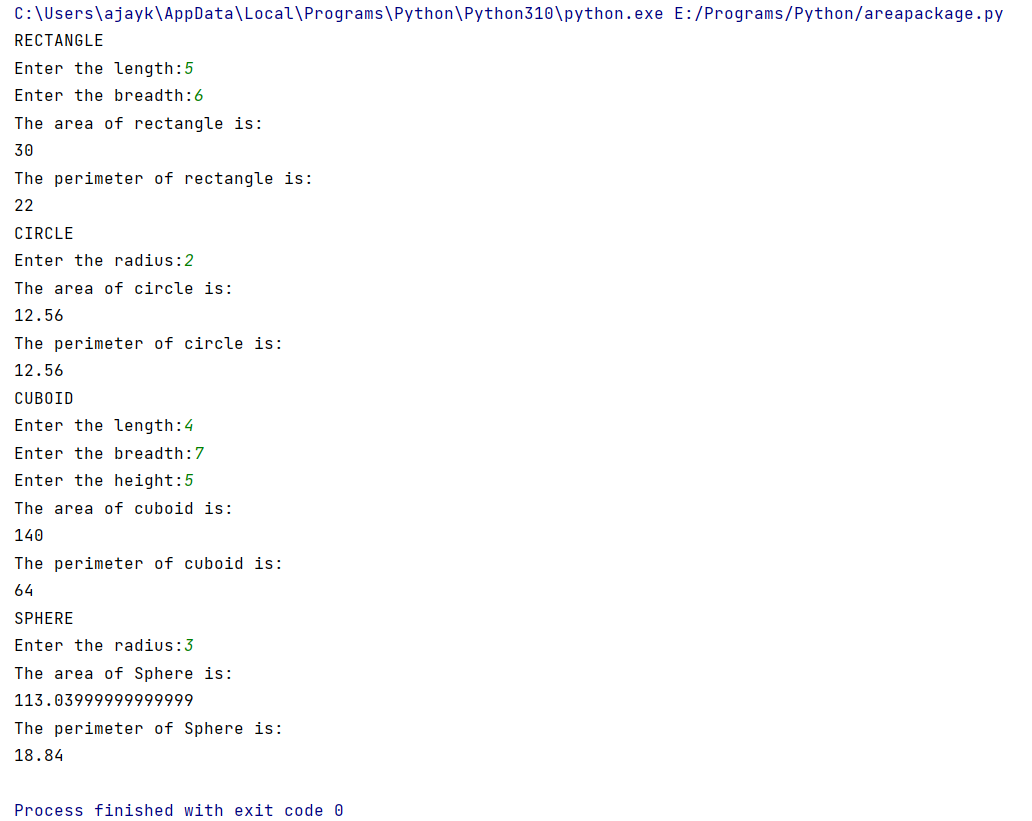 C:\Users\ajayk\AppData\Local\Programs\Python\Python310\python.exe E:/Programs/Python/areapackage.py
RECTANGLE
Enter the length:5
Enter the breadth:6
The area of rectangle is:
30
The perimeter of rectangle is:
22
CIRCLE
Enter the radius:2
The area of circle is:
12.56
The perimeter of circle is:
12.56
CUBOID
Enter the length:4
Enter the breadth:7
Enter the height:5
The area of cuboid is:
140
The perimeter of cuboid is:
64
SPHERE
Enter the radius:3
The area of Sphere is:
113.03999999999999
The perimeter of Sphere is:
18.84
Process finished with exit code 0